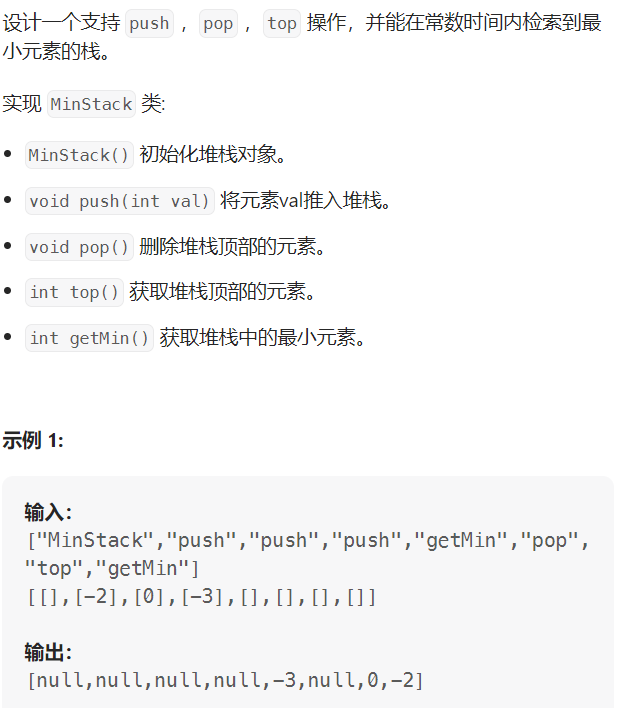 设计一个支持 push ，pop ，top 操作，并能在常数时间内检索到最
小元素的栈。
实现 MinStack 类:
• MinStack() 初始化堆栈对象。
• void push(int val) 将元素val推入堆栈。
• void pop() 删除堆栈顶部的元素。
• int top() 获取堆栈顶部的元素。
• int getMin() 获取堆栈中的最小元素。
示例 1:
输入：
["MinStack","push","push","push","getMin","pop",
"top","getMin"]
[[],[-2],[0],[-3],[],[],[],[]]
输出：
[null,null,null,null,-3,null,0,-2]